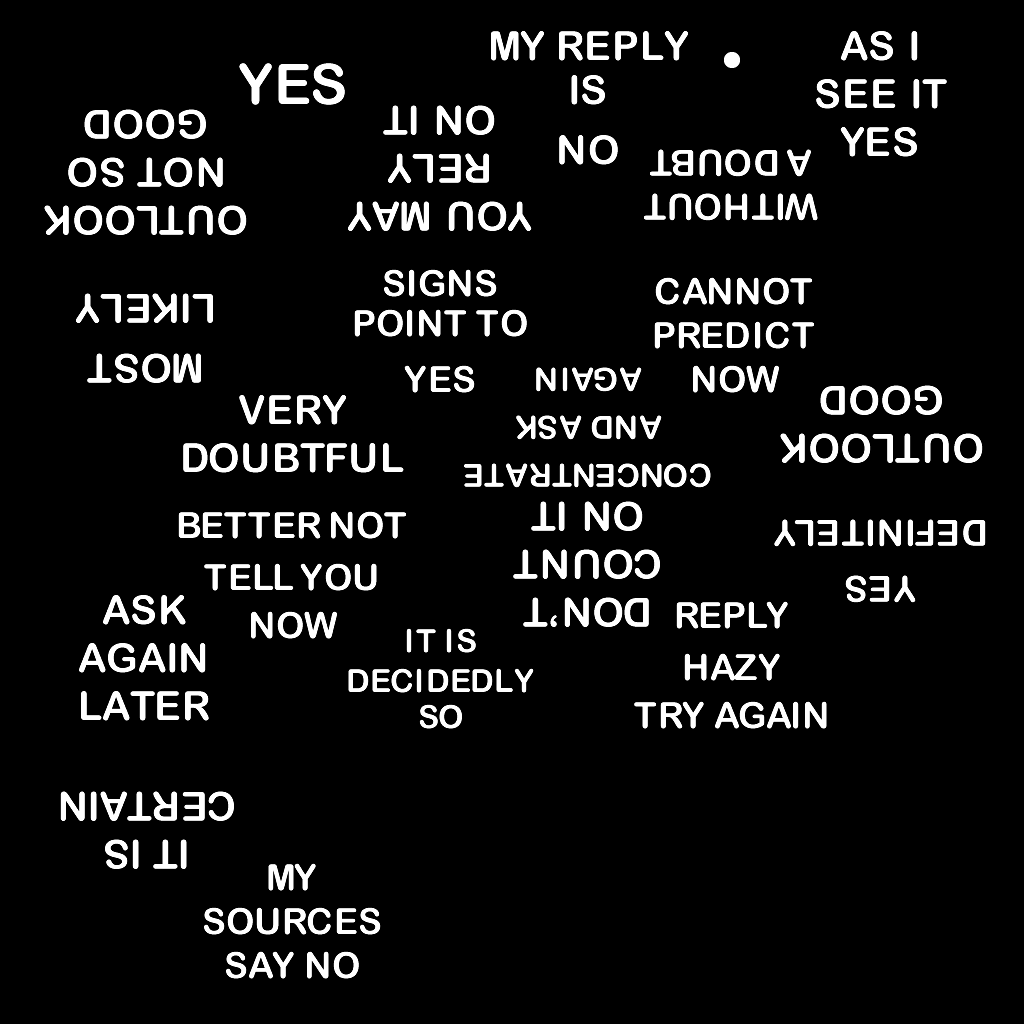 YES
MY REPLY
IS
NO
AS I
SEE IT
YES
OUTLOOK
NOT SO
GOOD
YOU MAY
RELY
ON IT
WITHOUT
A DOUBT
MOST
LIKELY
SIGNS
POINT TO
YES
CANNOT
PREDICT
NOW
VERY
DOUBTFUL
CONCENTRATE
AND ASK
AGAIN
OUTLOOK
GOOD
BETTER NOT
TELL YOU
NOW
DON'T
COUNT
ON IT
YES
DEFINITELY
ASK
AGAIN
LATER
IT IS
DECIDEDLY
SO
REPLY
HAZY
TRY AGAIN
IT IS
CERTAIN
MY
SOURCES
SAY NO